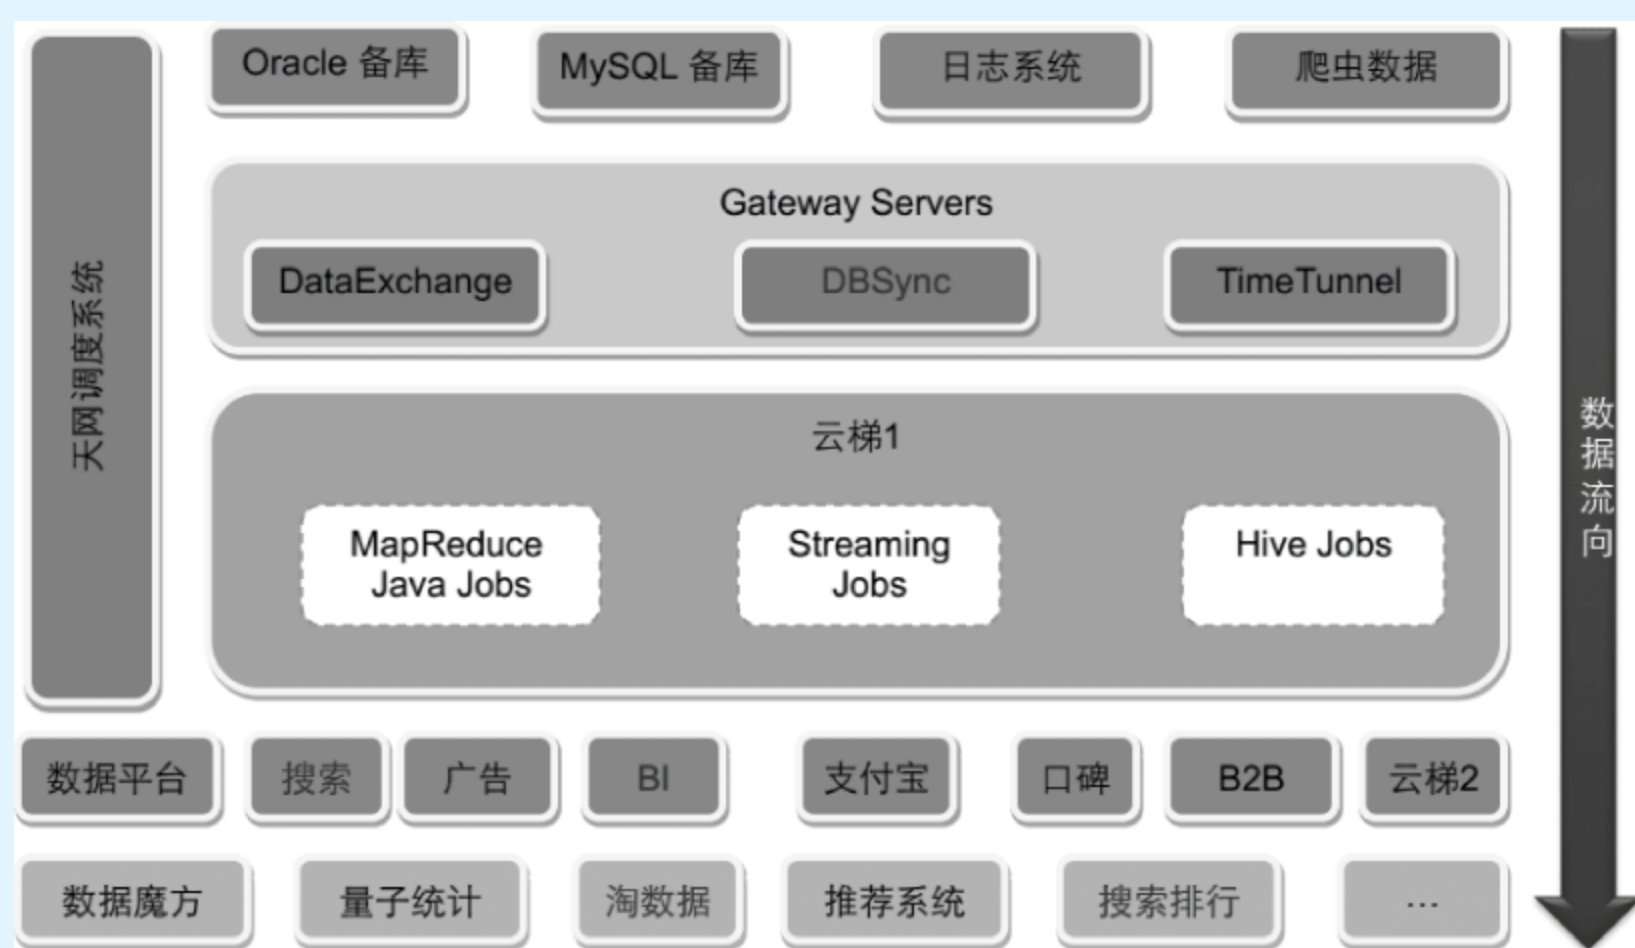 Oracle 备库
MySQL 备库
日志系统
爬虫数据
天网调度系统
Gateway Servers
DataExchange
DBSync
TimeTunnel
云梯1
MapReduce
Java Jobs
Streaming
Jobs
Hive Jobs
数据流向
数据平台
搜索
广告
BI
支付宝
口碑
B2B
云梯2
数据魔方
量子统计
淘数据
推荐系统
搜索排行
...